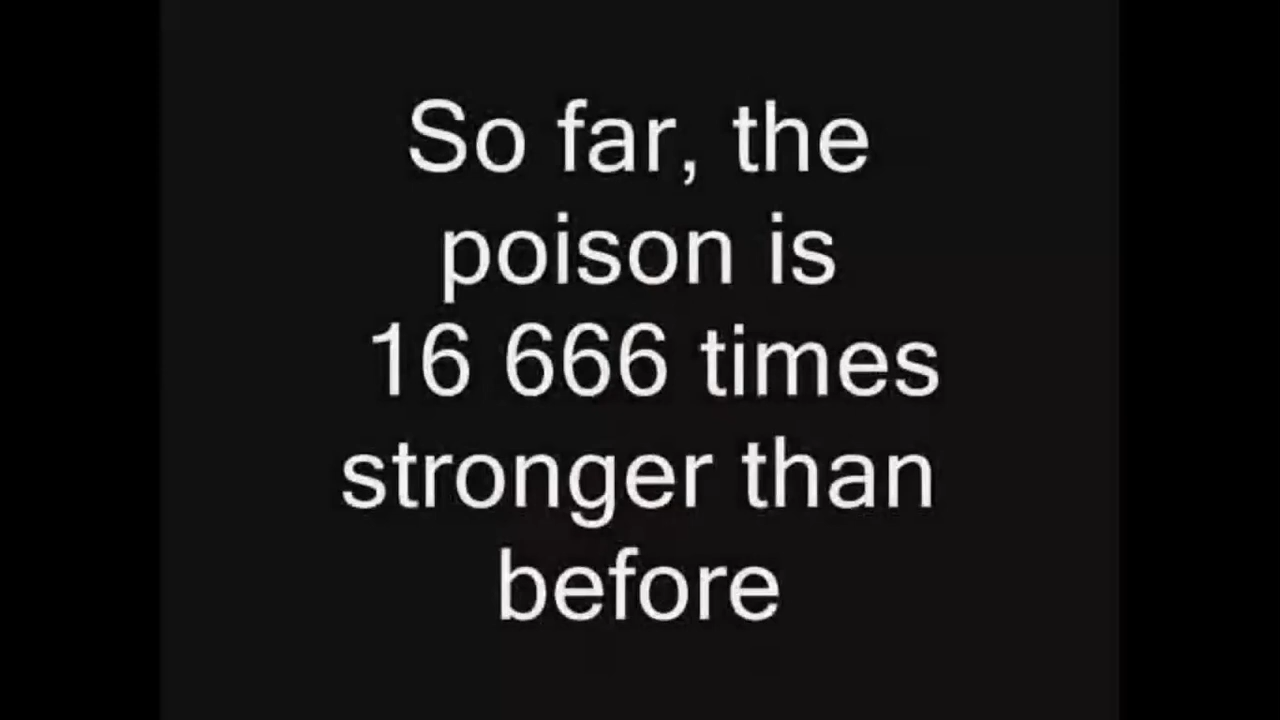 So far, the
poison is
16 666 times
stronger than
before